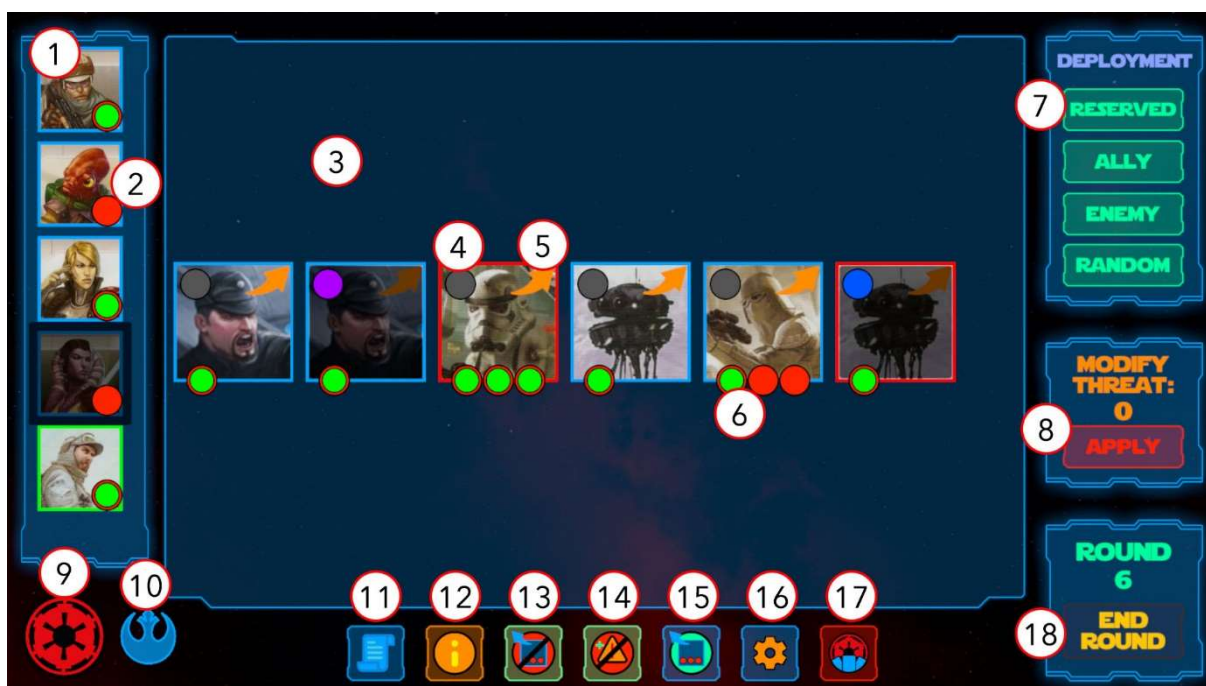 1
2
3
4
5
6
7
8
9
10
11
12
13
14
15
16
17
18
DEPLOYMENT
RESERVED
ALLY
ENEMY
RANDOM
MODIFY
THREAT:
0
APPLY
ROUND
6
END
ROUND
i